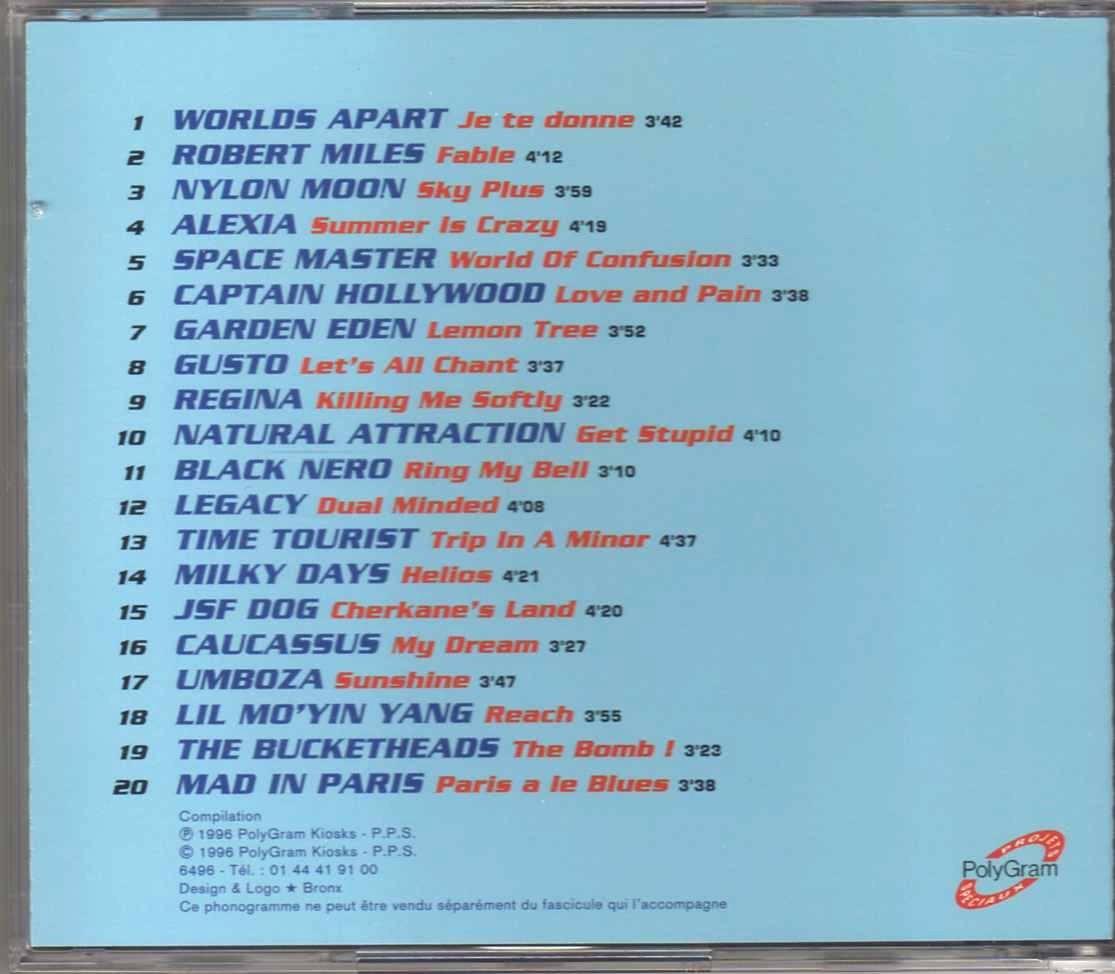 1 WORLDS APART Je te donne 3'42
2 ROBERT MILES Fable 4'12
3 NYLON MOON Sky Plus 3'59
4 ALEXIA Summer Is Crazy 4'19
5 SPACE MASTER World Of Confusion 3'33
6 CAPTAIN HOLLYWOOD Love and Pain 3'38
7 GARDEN EDEN Lemon Tree 3'52
8 GUSTO Let's All Chant 3'37
9 REGINA Killing Me Softly 3'22
10 NATURAL ATTRACTION Get Stupid 4'10
11 BLACK NERO Ring My Bell 3'10
12 LEGACY Dual Minded 4'08
13 TIME TOURIST Trip In A Minor 4'37
14 MILKY DAYS Helios 4'21
15 JSF DOG Cherkane's Land 4'20
16 CAUCASSUS My Dream 3'27
17 UMBOZA Sunshine 3'47
18 LIL MO'YIN YANG Reach 3'55
19 THE BUCKETHEADS The Bomb ! 3'23
20 MAD IN PARIS Paris a le Blues 3'38
Compilation
℗ 1996 PolyGram Kiosks - P.P.S.
© 1996 PolyGram Kiosks - P.P.S.
6496 - Tél. : 01 44 41 91 00
Design & Logo ★ Bronx
Ce phonogramme ne peut être vendu séparément du fascicule qui l'accompagne
PROJETS
PolyGram
SPÉCIAUX